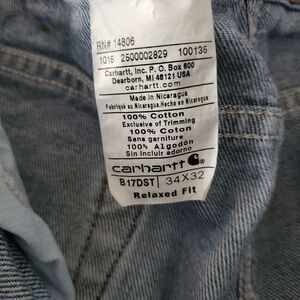 RN# 14806
1015 2500002829 100135
Carhartt, Inc. P. O. Box 600
Dearborn, MI 48121 USA
carhartt.com
Made in Nicaragua
Fabriqué au Nicaragua.Hecho en Nicaragua
100% Cotton
Exclusive of Trimming
100% Coton
Sans garniture
100% Algodón
Sin incluir adorno
carhartt
B17DST 34X32
Relaxed Fit